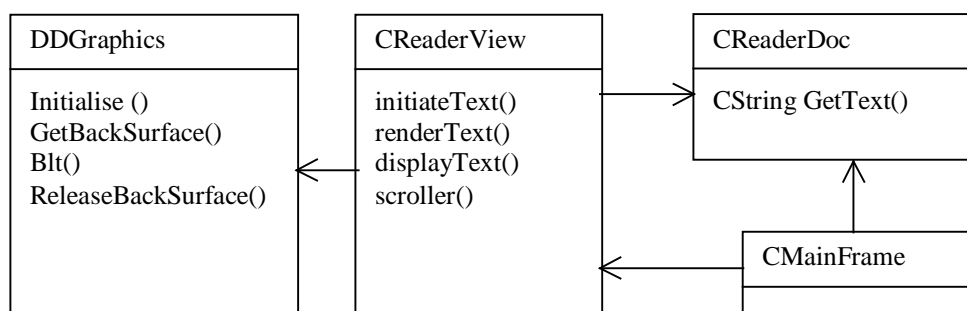 DDGraphics
Initialise ()
GetBackSurface()
Blt()
ReleaseBackSurface()
CReaderView
initiateText()
renderText()
displayText()
scroller()
CReaderDoc
CString GetText()
CMainFrame